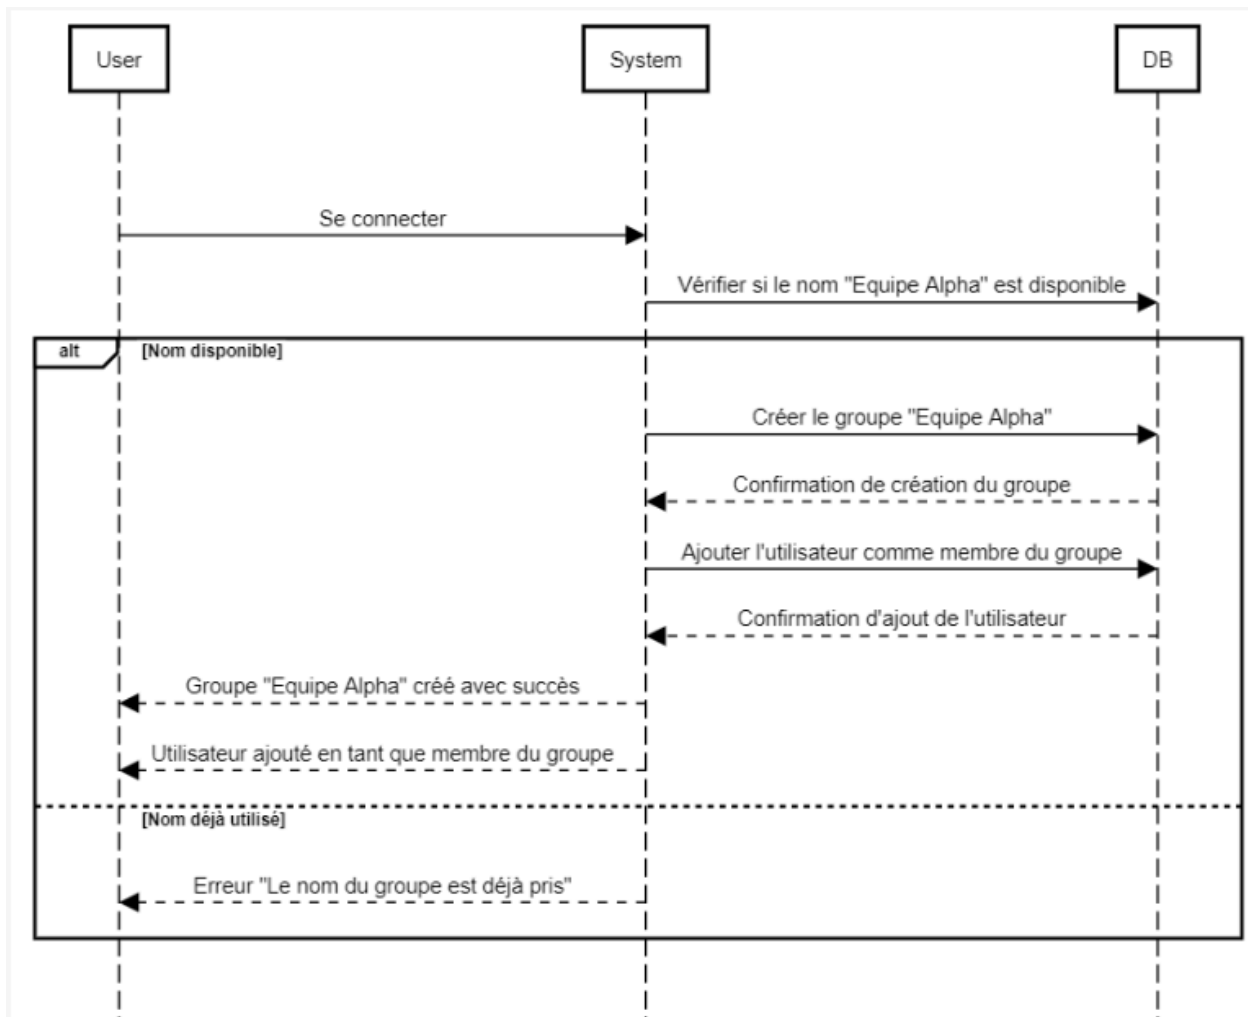 User
System
DB
Se connecter
Vérifier si le nom "Equipe Alpha" est disponible
alt
[Nom disponible]
Créer le groupe "Equipe Alpha"
Confirmation de création du groupe
Ajouter l'utilisateur comme membre du groupe
Confirmation d'ajout de l'utilisateur
Groupe "Equipe Alpha" créé avec succès
Utilisateur ajouté en tant que membre du groupe
[Nom déjà utilisé]
Erreur "Le nom du groupe est déjà pris"